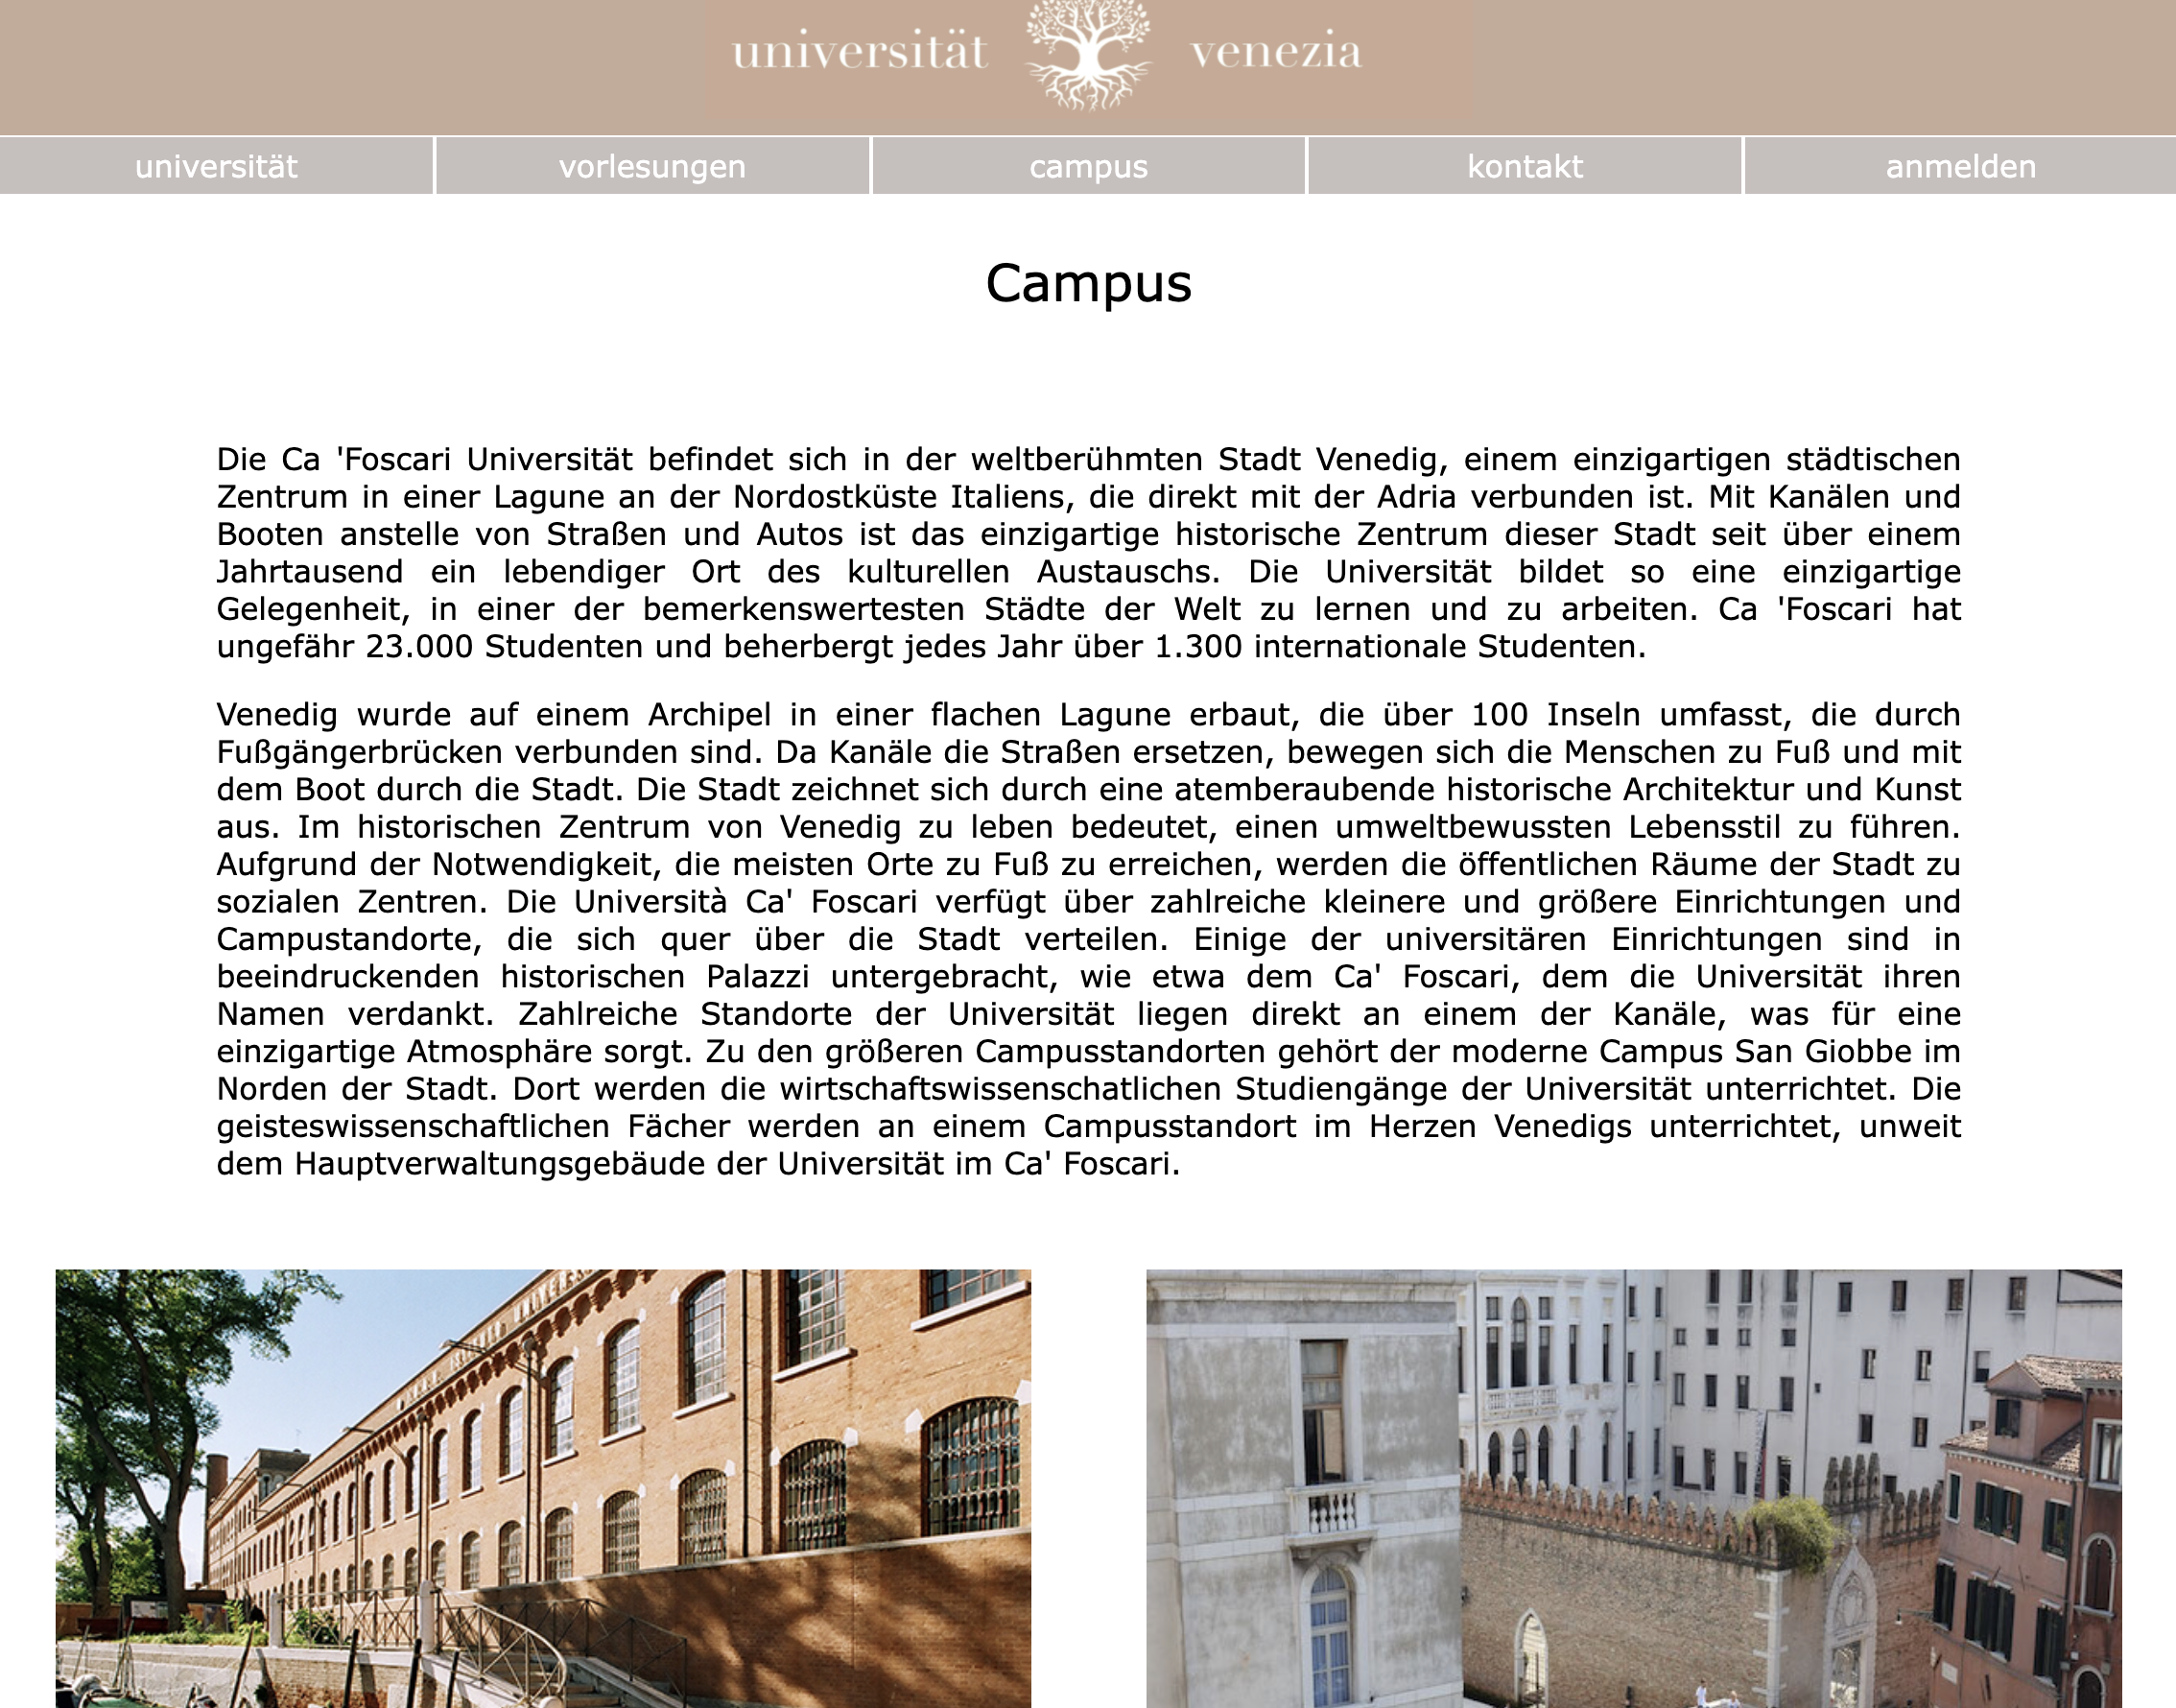 universität venezia
universität vorlesungen campus kontakt anmelden
Campus
Die Ca 'Foscari Universität befindet sich in der weltberühmten Stadt Venedig, einem einzigartigen städtischen
Zentrum in einer Lagune an der Nordostküste Italiens, die direkt mit der Adria verbunden ist. Mit Kanälen und
Booten anstelle von Straßen und Autos ist das einzigartige historische Zentrum dieser Stadt seit über einem
Jahrtausend ein lebendiger Ort des kulturellen Austauschs. Die Universität bildet so eine einzigartige
Gelegenheit, in einer der bemerkenswertesten Städte der Welt zu lernen und zu arbeiten. Ca 'Foscari hat
ungefähr 23.000 Studenten und beherbergt jedes Jahr über 1.300 internationale Studenten.
Venedig wurde auf einem Archipel in einer flachen Lagune erbaut, die über 100 Inseln umfasst, die durch
Fußgängerbrücken verbunden sind. Da Kanäle die Straßen ersetzen, bewegen sich die Menschen zu Fuß und mit
dem Boot durch die Stadt. Die Stadt zeichnet sich durch eine atemberaubende historische Architektur und Kunst
aus. Im historischen Zentrum von Venedig zu leben bedeutet, einen umweltbewussten Lebensstil zu führen.
Aufgrund der Notwendigkeit, die meisten Orte zu Fuß zu erreichen, werden die öffentlichen Räume der Stadt zu
sozialen Zentren. Die Università Ca' Foscari verfügt über zahlreiche kleinere und größere Einrichtungen und
Campustandorte, die sich quer über die Stadt verteilen. Einige der universitären Einrichtungen sind in
beeindruckenden historischen Palazzi untergebracht, wie etwa dem Ca' Foscari, dem die Universität ihren
Namen verdankt. Zahlreiche Standorte der Universität liegen direkt an einem der Kanäle, was für eine
einzigartige Atmosphäre sorgt. Zu den größeren Campusstandorten gehört der moderne Campus San Giobbe im
Norden der Stadt. Dort werden die wirtschaftswissenschatlichen Studiengänge der Universität unterrichtet. Die
geisteswissenschaftlichen Fächer werden an einem Campusstandort im Herzen Venedigs unterrichtet, unweit
dem Hauptverwaltungsgebäude der Universität im Ca' Foscari.